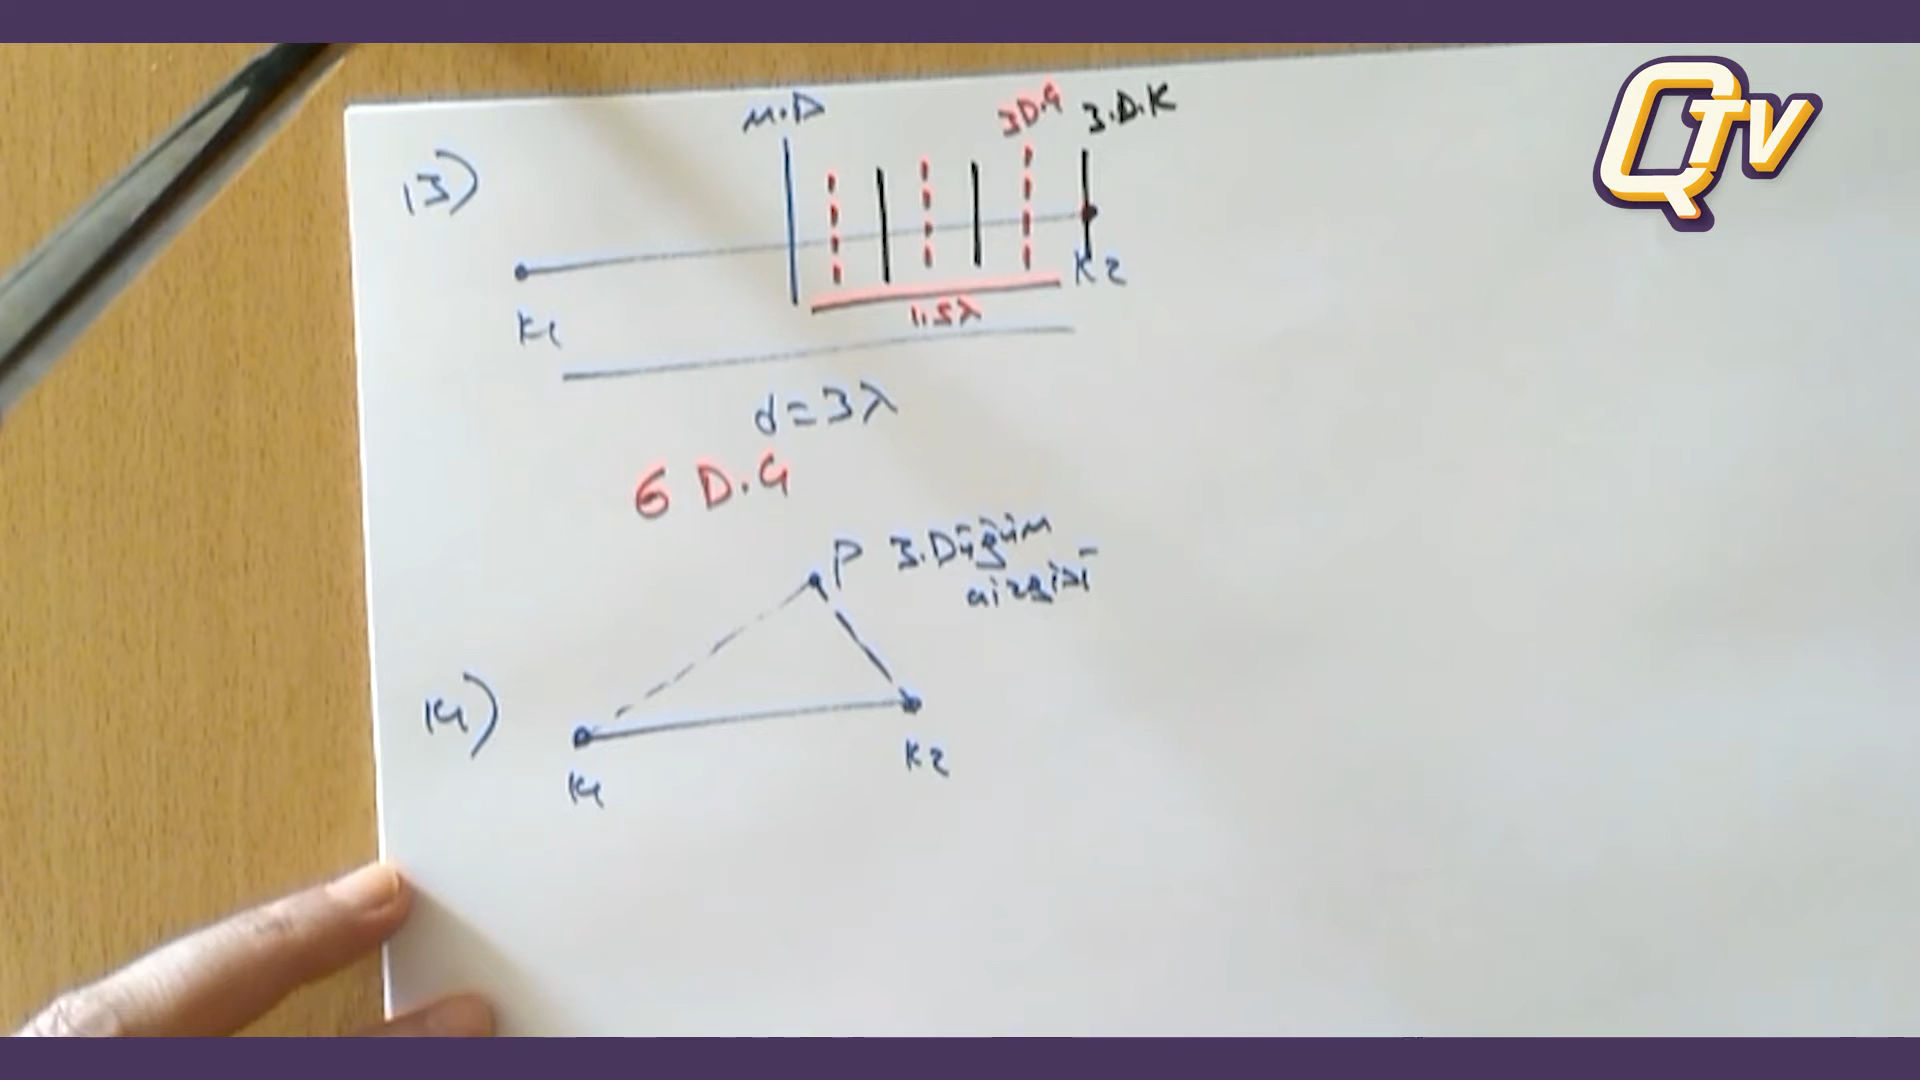 QTV
M.D
3D.G
3.D.K
13)
K1
K2
1.5λ
d=3λ
6 D.G
P 3.Düğüm
çizgisi
14)
K1
K2